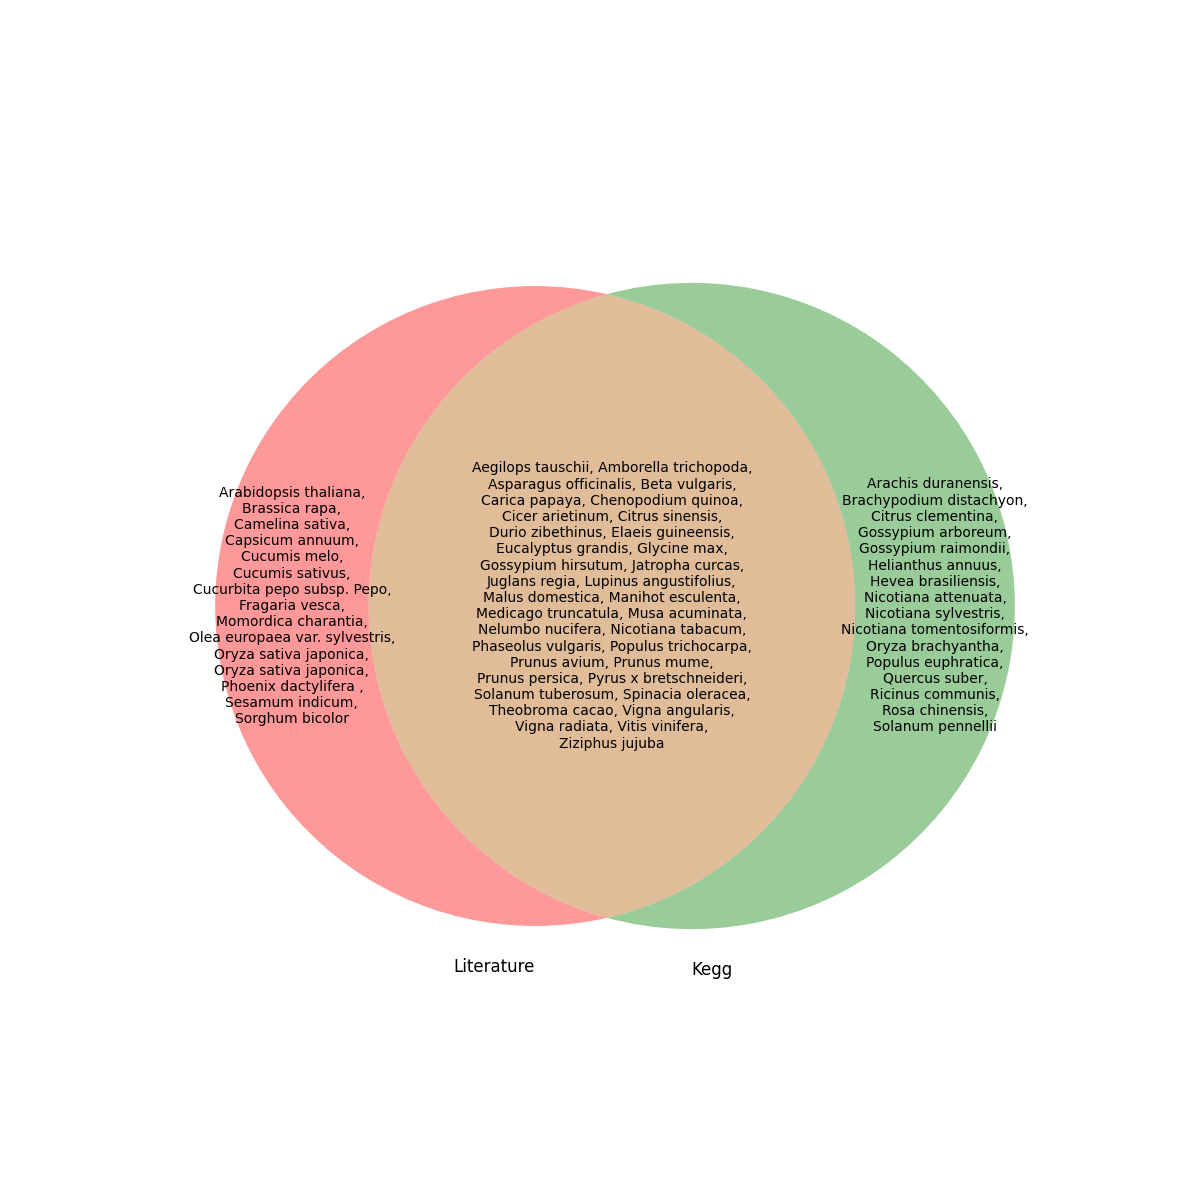 Arabidopsis thaliana,
Brassica rapa,
Camelina sativa,
Capsicum annuum,
Cucumis melo,
Cucumis sativus,
Cucurbita pepo subsp. Pepo,
Fragaria vesca,
Momordica charantia,
Olea europaea var. sylvestris,
Oryza sativa japonica,
Oryza sativa japonica,
Phoenix dactylifera ,
Sesamum indicum,
Sorghum bicolor
Aegilops tauschii, Amborella trichopoda,
Asparagus officinalis, Beta vulgaris,
Carica papaya, Chenopodium quinoa,
Cicer arietinum, Citrus sinensis,
Durio zibethinus, Elaeis guineensis,
Eucalyptus grandis, Glycine max,
Gossypium hirsutum, Jatropha curcas,
Juglans regia, Lupinus angustifolius,
Malus domestica, Manihot esculenta,
Medicago truncatula, Musa acuminata,
Nelumbo nucifera, Nicotiana tabacum,
Phaseolus vulgaris, Populus trichocarpa,
Prunus avium, Prunus mume,
Prunus persica, Pyrus x bretschneideri,
Solanum tuberosum, Spinacia oleracea,
Theobroma cacao, Vigna angularis,
Vigna radiata, Vitis vinifera,
Ziziphus jujuba
Arachis duranensis,
Brachypodium distachyon,
Citrus clementina,
Gossypium arboreum,
Gossypium raimondii,
Helianthus annuus,
Hevea brasiliensis,
Nicotiana attenuata,
Nicotiana sylvestris,
Nicotiana tomentosiformis,
Oryza brachyantha,
Populus euphratica,
Quercus suber,
Ricinus communis,
Rosa chinensis,
Solanum pennellii
Literature
Kegg